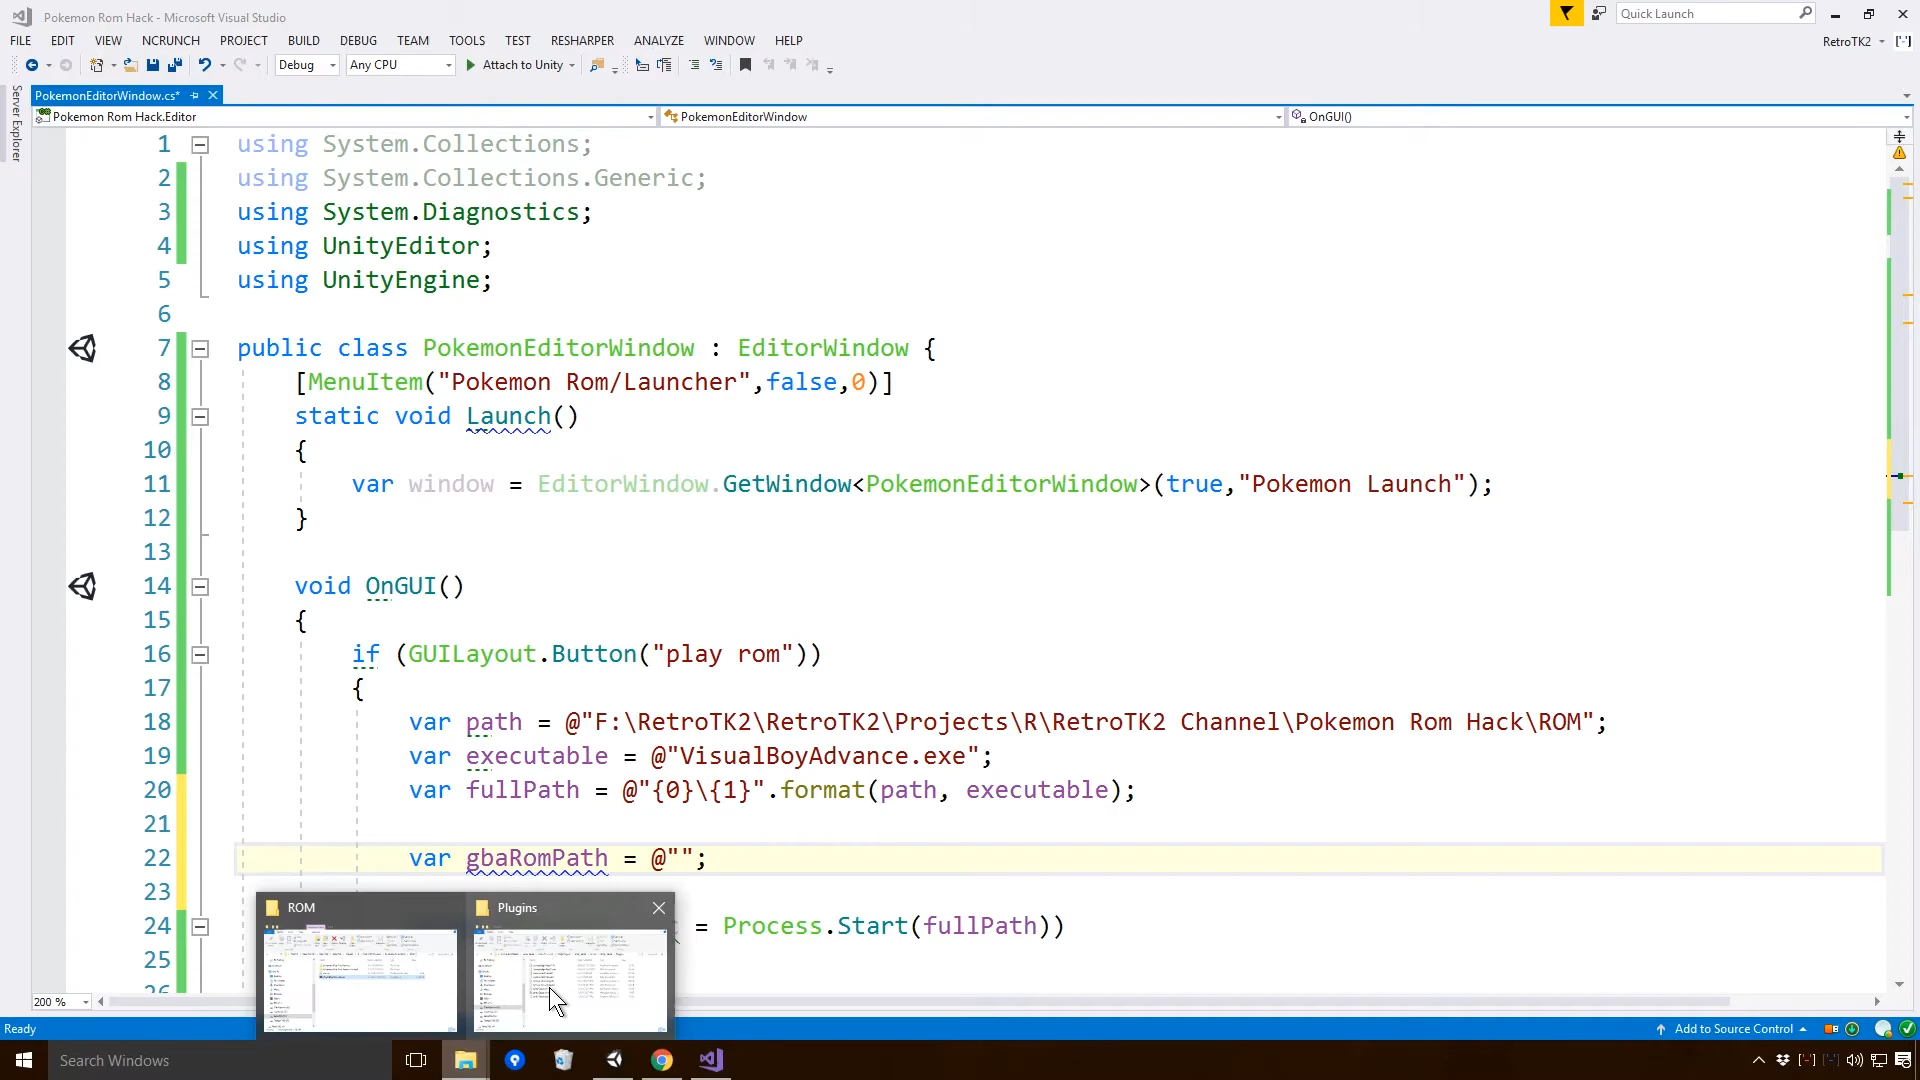 Pokemon Rom Hack - Microsoft Visual Studio
Quick Launch
FILE EDIT VIEW NCRUNCH PROJECT BUILD DEBUG TEAM TOOLS TEST RESHARPER ANALYZE WINDOW HELP
RetroTK2
Debug Any CPU Attach to Unity
Server Explorer
PokemonEditorWindow.cs*
Pokemon Rom Hack.Editor PokemonEditorWindow OnGUI()
1 using System.Collections;
2 using System.Collections.Generic;
3 using System.Diagnostics;
4 using UnityEditor;
5 using UnityEngine;
6
7 public class PokemonEditorWindow : EditorWindow {
8 [MenuItem("Pokemon Rom/Launcher",false,0)]
9 static void Launch()
10 {
11 var window = EditorWindow.GetWindow<PokemonEditorWindow>(true,"Pokemon Launch");
12 }
13
14 void OnGUI()
15 {
16 if (GUILayout.Button("play rom"))
17 {
18 var path = @"F:\RetroTK2\RetroTK2\Projects\R\RetroTK2 Channel\Pokemon Rom Hack\ROM";
19 var executable = @"VisualBoyAdvance.exe";
20 var fullPath = @"{0}\{1}".format(path, executable);
21
22 var gbaRomPath = @"";
23
ROM Plugins
24 = Process.Start(fullPath))
25
26
200 %
Ready
Add to Source Control
Search Windows